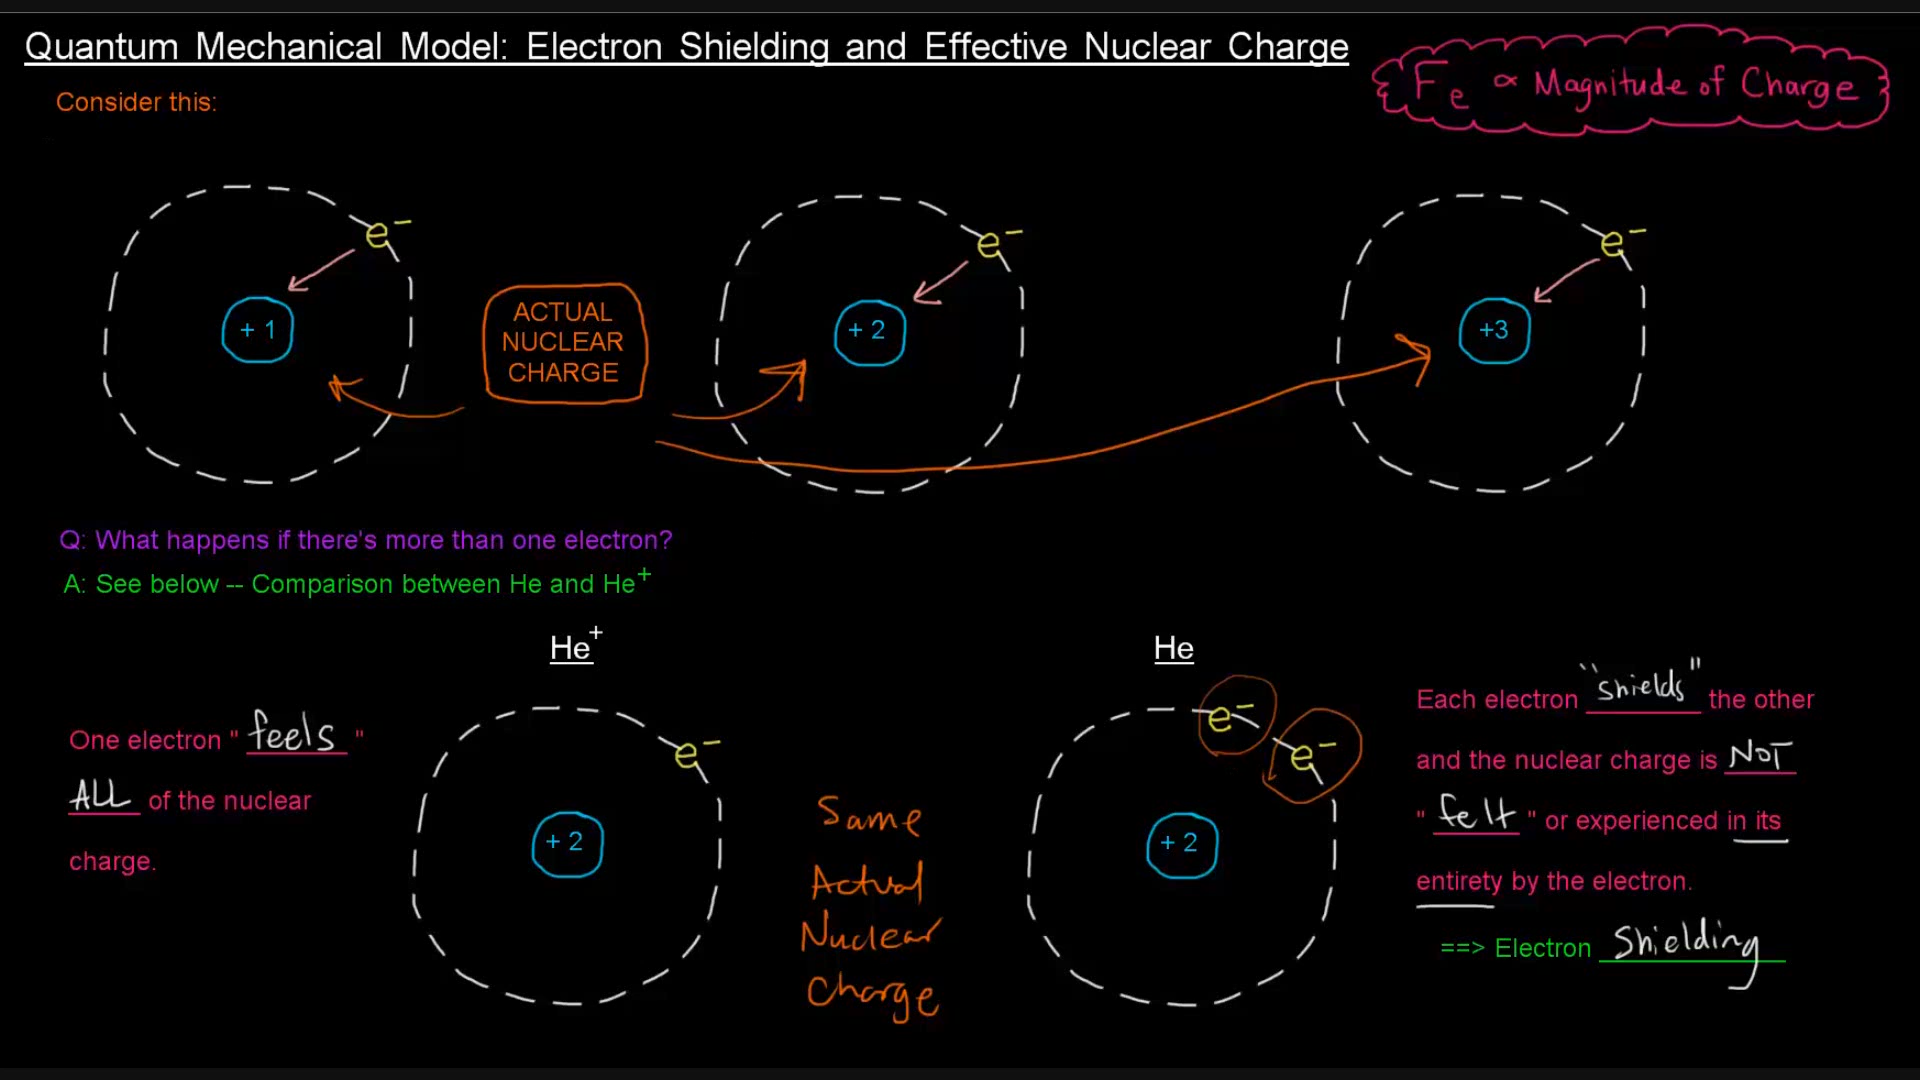 Quantum Mechanical Model: Electron Shielding and Effective Nuclear Charge
Fe ∝ Magnitude of Charge
Consider this:
e⁻
e⁻
e⁻
+ 1
ACTUAL
NUCLEAR
CHARGE
+ 2
+3
Q: What happens if there's more than one electron?
A: See below -- Comparison between He and He⁺
He⁺
He
One electron " feels "
ALL of the nuclear
charge.
e⁻
+ 2
Same
Actual
Nuclear
Charge
e⁻
e⁻
+ 2
Each electron "shields" the other
and the nuclear charge is NOT
" felt " or experienced in its
entirety by the electron.
==> Electron Shielding